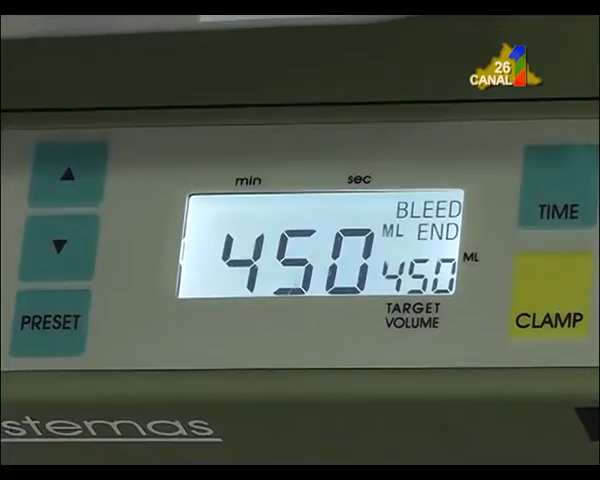 26
CANAL
min sec
BLEED
ML END
450 450 ML
TARGET
VOLUME
PRESET
TIME
CLAMP
stemas